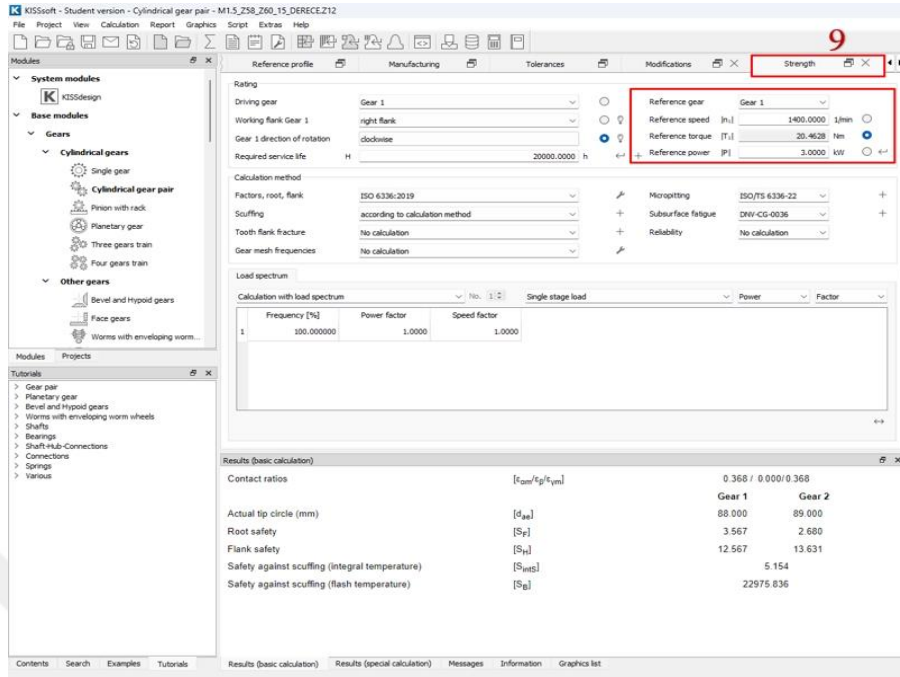 KISSsoft - Student version - Cylindrical gear pair - M1.5_Z58_Z60_15_DERECE.Z12
File Project View Calculation Report Graphics Script Extras Help
9
Modules
System modules
KISSdesign
Base modules
Gears
Cylindrical gears
Single gear
Cylindrical gear pair
Pinion with rack
Planetary gear
Three gears train
Four gears train
Other gears
Bevel and Hypoid gears
Face gears
Worms with enveloping worm...
Modules Projects
Tutorials
Gear pair
Planetary gear
Bevel and Hypoid gears
Worms with enveloping worm wheels
Shafts
Bearings
Shaft-Hub-Connections
Connections
Springs
Various
Contents Search Examples Tutorials
Reference profile Manufacturing Tolerances Modifications Strength
Rating
Driving gear Gear 1 Reference gear Gear 1
Working flank Gear 1 right flank Reference speed |n₁| 1400.0000 1/min
Gear 1 direction of rotation clockwise Reference torque |T₁| 20.4628 Nm
Required service life H 20000.0000 h Reference power |P| 3.0000 kW
Calculation method
Factors, root, flank ISO 6336:2019 Micropitting ISO/TS 6336-22
Scuffing according to calculation method Subsurface fatigue DNV-CG-0036
Tooth flank fracture No calculation Reliability No calculation
Gear mesh frequencies No calculation
Load spectrum
Calculation with load spectrum No. 1 Single stage load Power Factor
Frequency [%] Power factor Speed factor
1 100.000000 1.0000 1.0000
Results (basic calculation)
Contact ratios [εαm/εβ/εγm] 0.368 / 0.000/0.368
Gear 1 Gear 2
Actual tip circle (mm) [dae] 88.000 89.000
Root safety [SF] 3.567 2.680
Flank safety [SH] 12.567 13.631
Safety against scuffing (integral temperature) [SintS] 5.154
Safety against scuffing (flash temperature) [SB] 22975.836
Results (basic calculation) Results (special calculation) Messages Information Graphics list